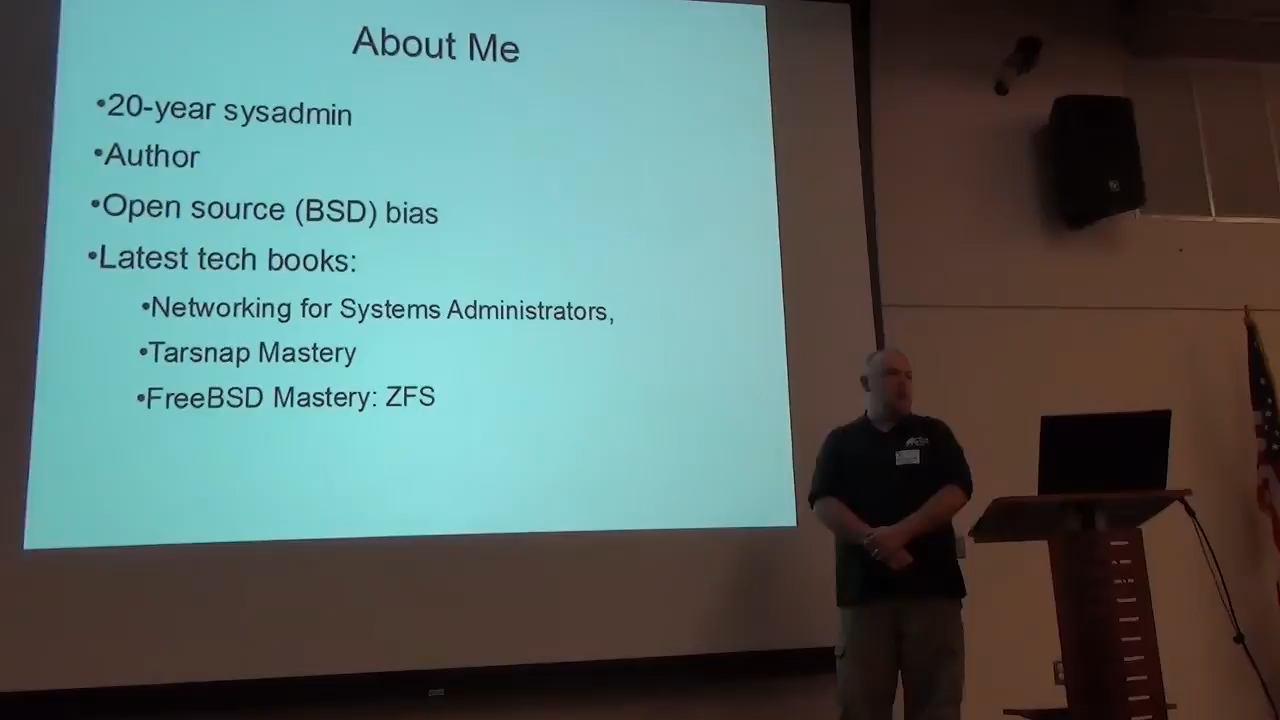 About Me
•20-year sysadmin
•Author
•Open source (BSD) bias
•Latest tech books:
•Networking for Systems Administrators,
•Tarsnap Mastery
•FreeBSD Mastery: ZFS